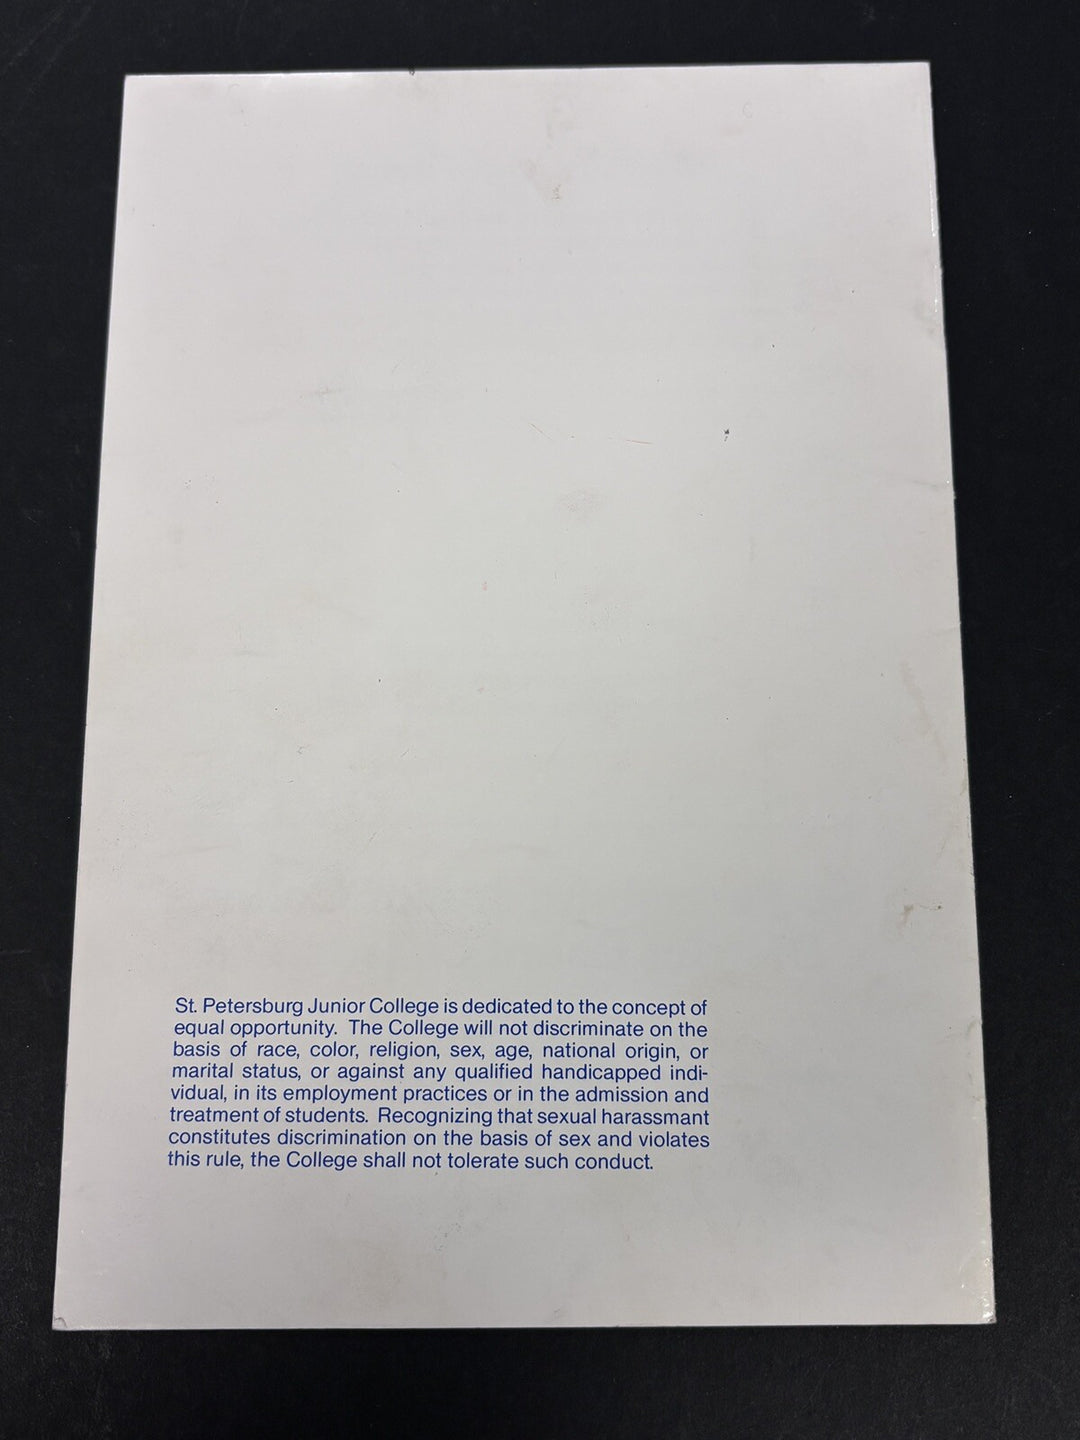 St. Petersburg Junior College is dedicated to the concept of
equal opportunity. The College will not discriminate on the
basis of race, color, religion, sex, age, national origin, or
marital status, or against any qualified handicapped indi-
vidual, in its employment practices or in the admission and
treatment of students. Recognizing that sexual harassmant
constitutes discrimination on the basis of sex and violates
this rule, the College shall not tolerate such conduct.